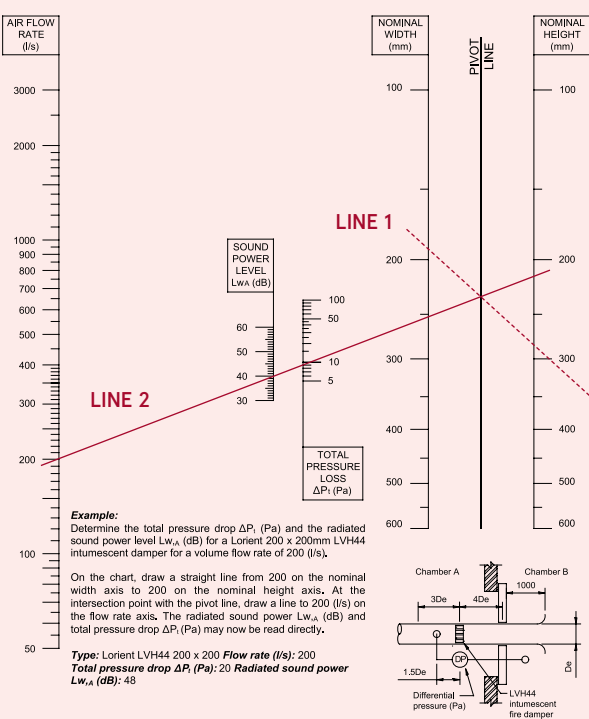 AIR FLOW
RATE
(l/s)
3000
2000
1000
900
800
700
600
500
400
300
200
100
50
SOUND
POWER
LEVEL
LWA (dB)
60
50
40
30
100
50
10
5
TOTAL
PRESSURE
LOSS
ΔPt (Pa)
NOMINAL
WIDTH
(mm)
100
200
300
400
500
600
PIVOT
LINE
NOMINAL
HEIGHT
(mm)
100
200
300
400
500
600
LINE 1
LINE 2
Example:
Determine the total pressure drop ΔPt (Pa) and the radiated
sound power level Lw,A (dB) for a Lorient 200 x 200mm LVH44
intumescent damper for a volume flow rate of 200 (l/s).
On the chart, draw a straight line from 200 on the nominal
width axis to 200 on the nominal height axis. At the
intersection point with the pivot line, draw a line to 200 (l/s) on
the flow rate axis. The radiated sound power Lw,A (dB) and
total pressure drop ΔPt (Pa) may now be read directly.
Type: Lorient LVH44 200 x 200 Flow rate (l/s): 200
Total pressure drop ΔPt (Pa): 20 Radiated sound power
Lw,A (dB): 48
Chamber A
Chamber B
1000
3De
4De
DP
De
1.5De
Differential
pressure (Pa)
LVH44
intumescent
fire damper